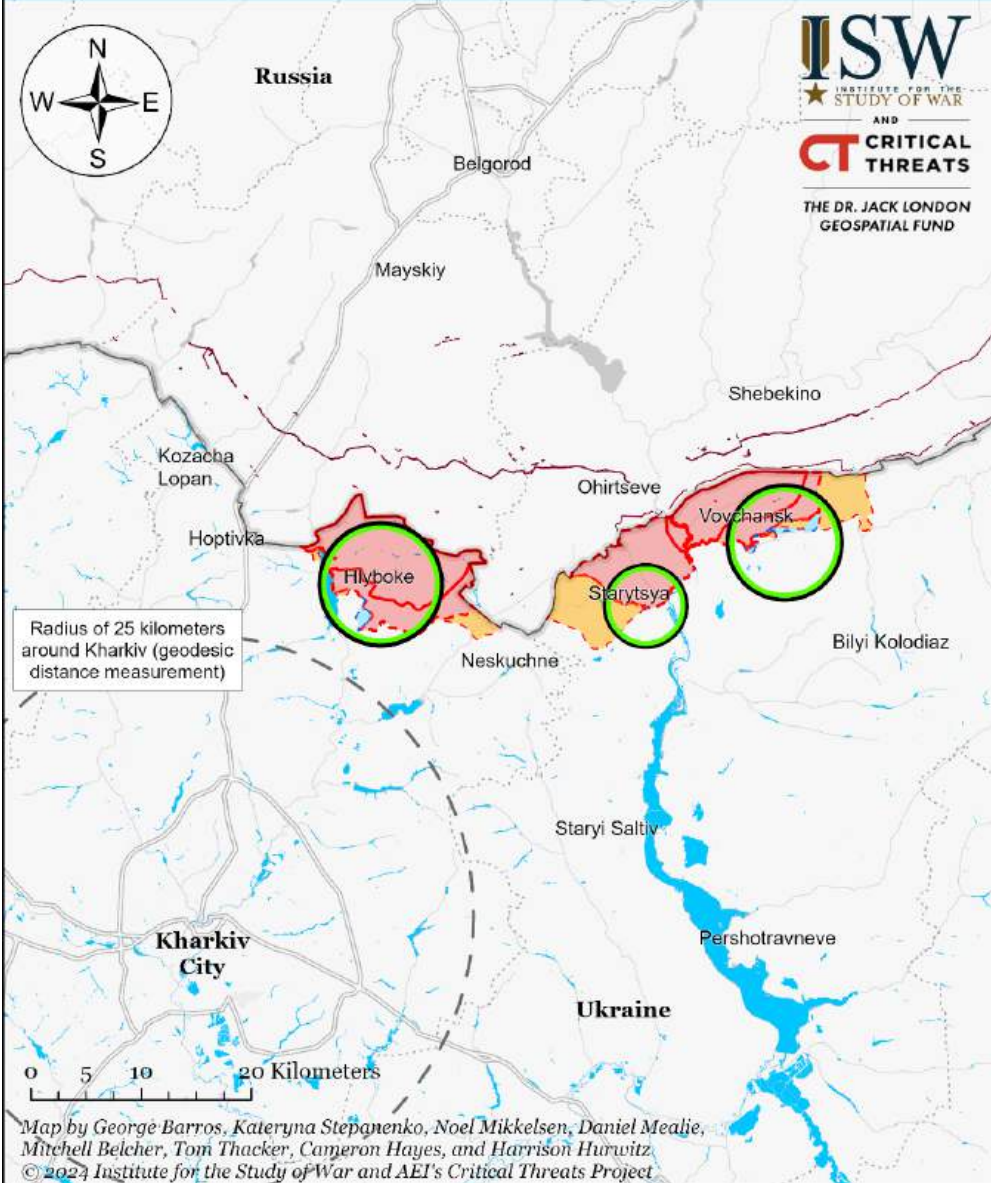 N
W
E
S
Russia
ISW
INSTITUTE FOR THE
STUDY OF WAR
AND
CT CRITICAL
THREATS
THE DR. JACK LONDON
GEOSPATIAL FUND
Belgorod
Mayskiy
Shebekino
Kozacha
Lopan
Ohirtseve
Vovchansk
Hoptivka
Hlyboke
Starytsya
Radius of 25 kilometers
around Kharkiv (geodesic
distance measurement)
Neskuchne
Bilyi Kolodiaz
Staryi Saltiv
Kharkiv
City
Pershotravneve
Ukraine
0 5 10 20 Kilometers
Map by George Barros, Kateryna Stepanenko, Noel Mikkelsen, Daniel Mealie,
Mitchell Belcher, Tom Thacker, Cameron Hayes, and Harrison Hurwitz
© 2024 Institute for the Study of War and AEI's Critical Threats Project